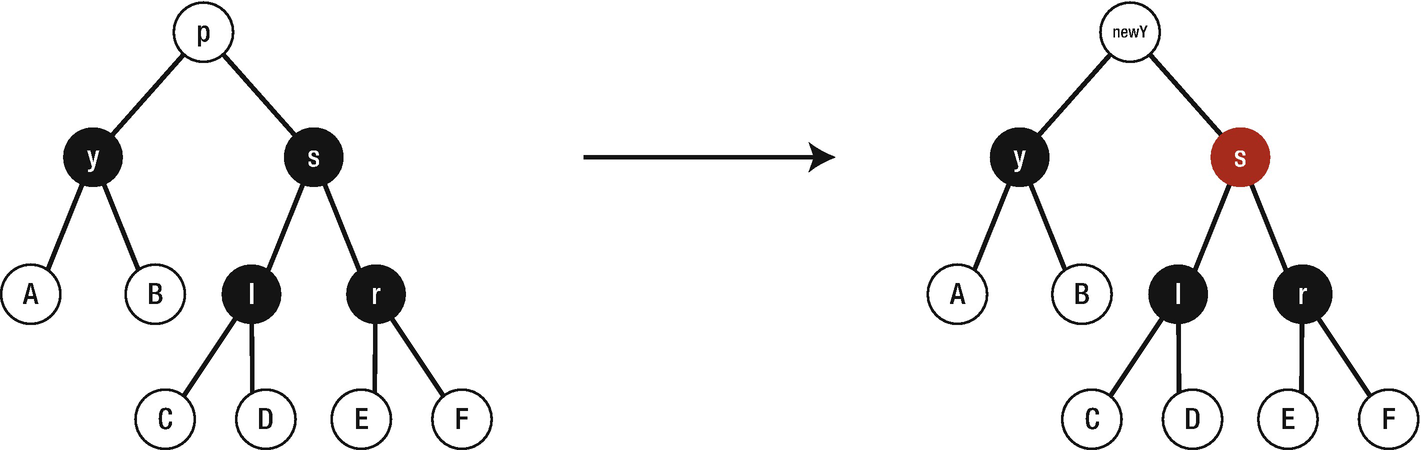 p newY
y s y s
A B l r A B l r
C D E F C D E F